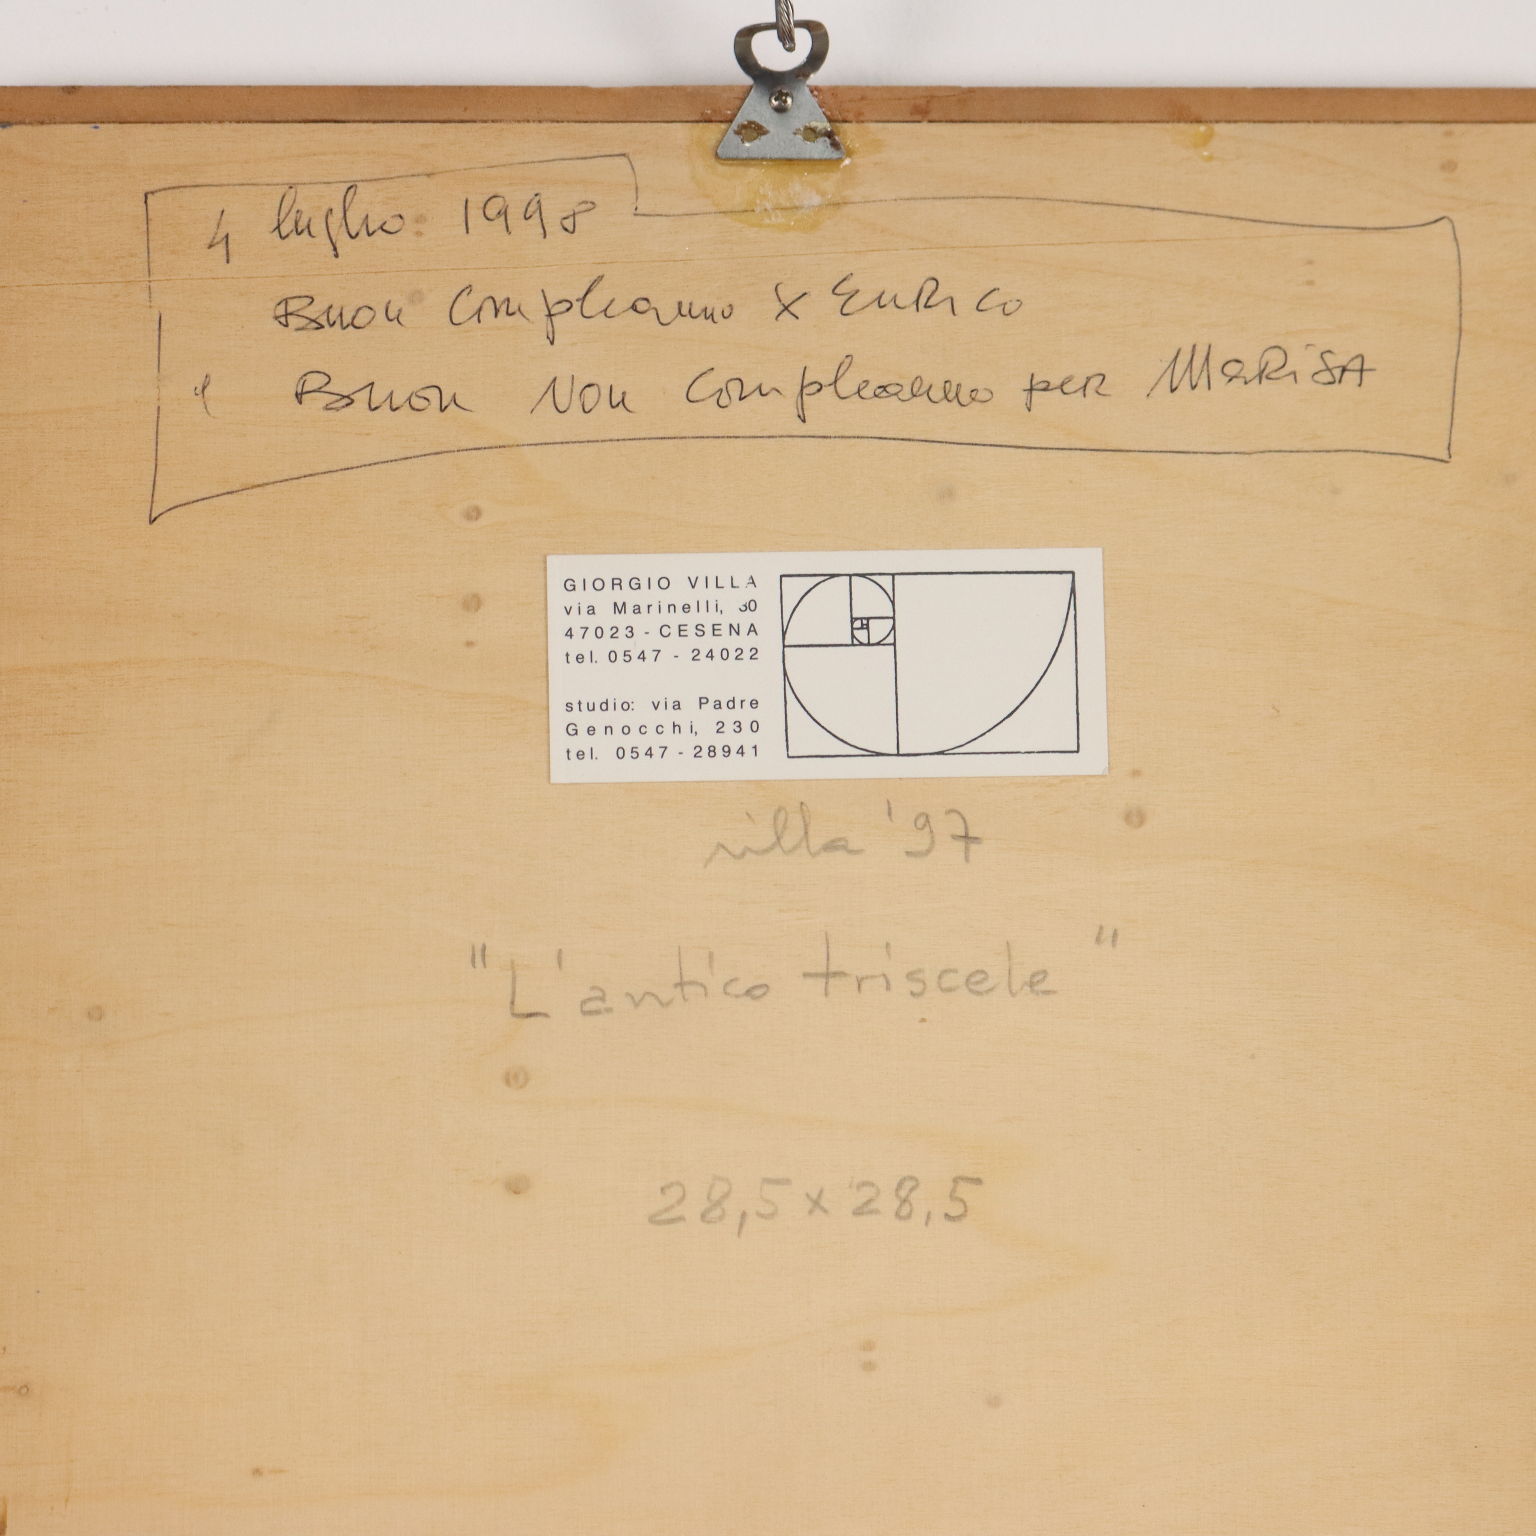 4 luglio 1998
Buon Compleanno x ENRICO
e Buon Non Compleanno per MARiSA
GIORGIO VILLA
via Marinelli, 30
47023 - CESENA
tel. 0547 - 24022
studio: via Padre
Genocchi, 230
tel. 0547 - 28941
villa '97
"L'antico triscele"
28,5 x 28,5